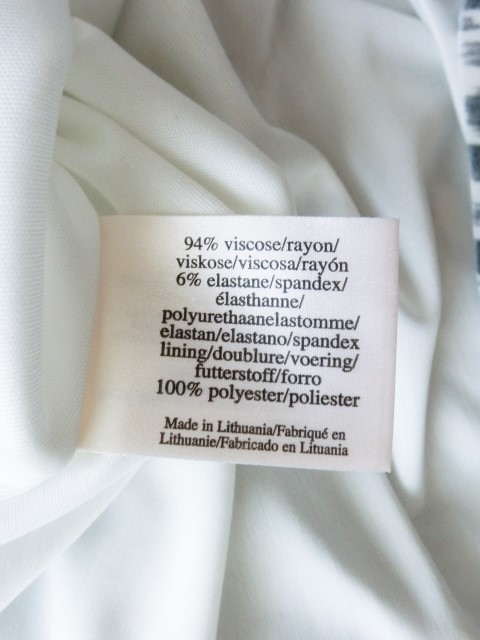 94% viscose/rayon/
viskose/viscosa/rayón
6% elastane/spandex/
élasthanne/
polyurethaanelastomme/
elastan/elastano/spandex
lining/doublure/voering/
futterstoff/forro
100% polyester/poliester
Made in Lithuania/Fabriqué en
Lithuanie/Fabricado en Lituania